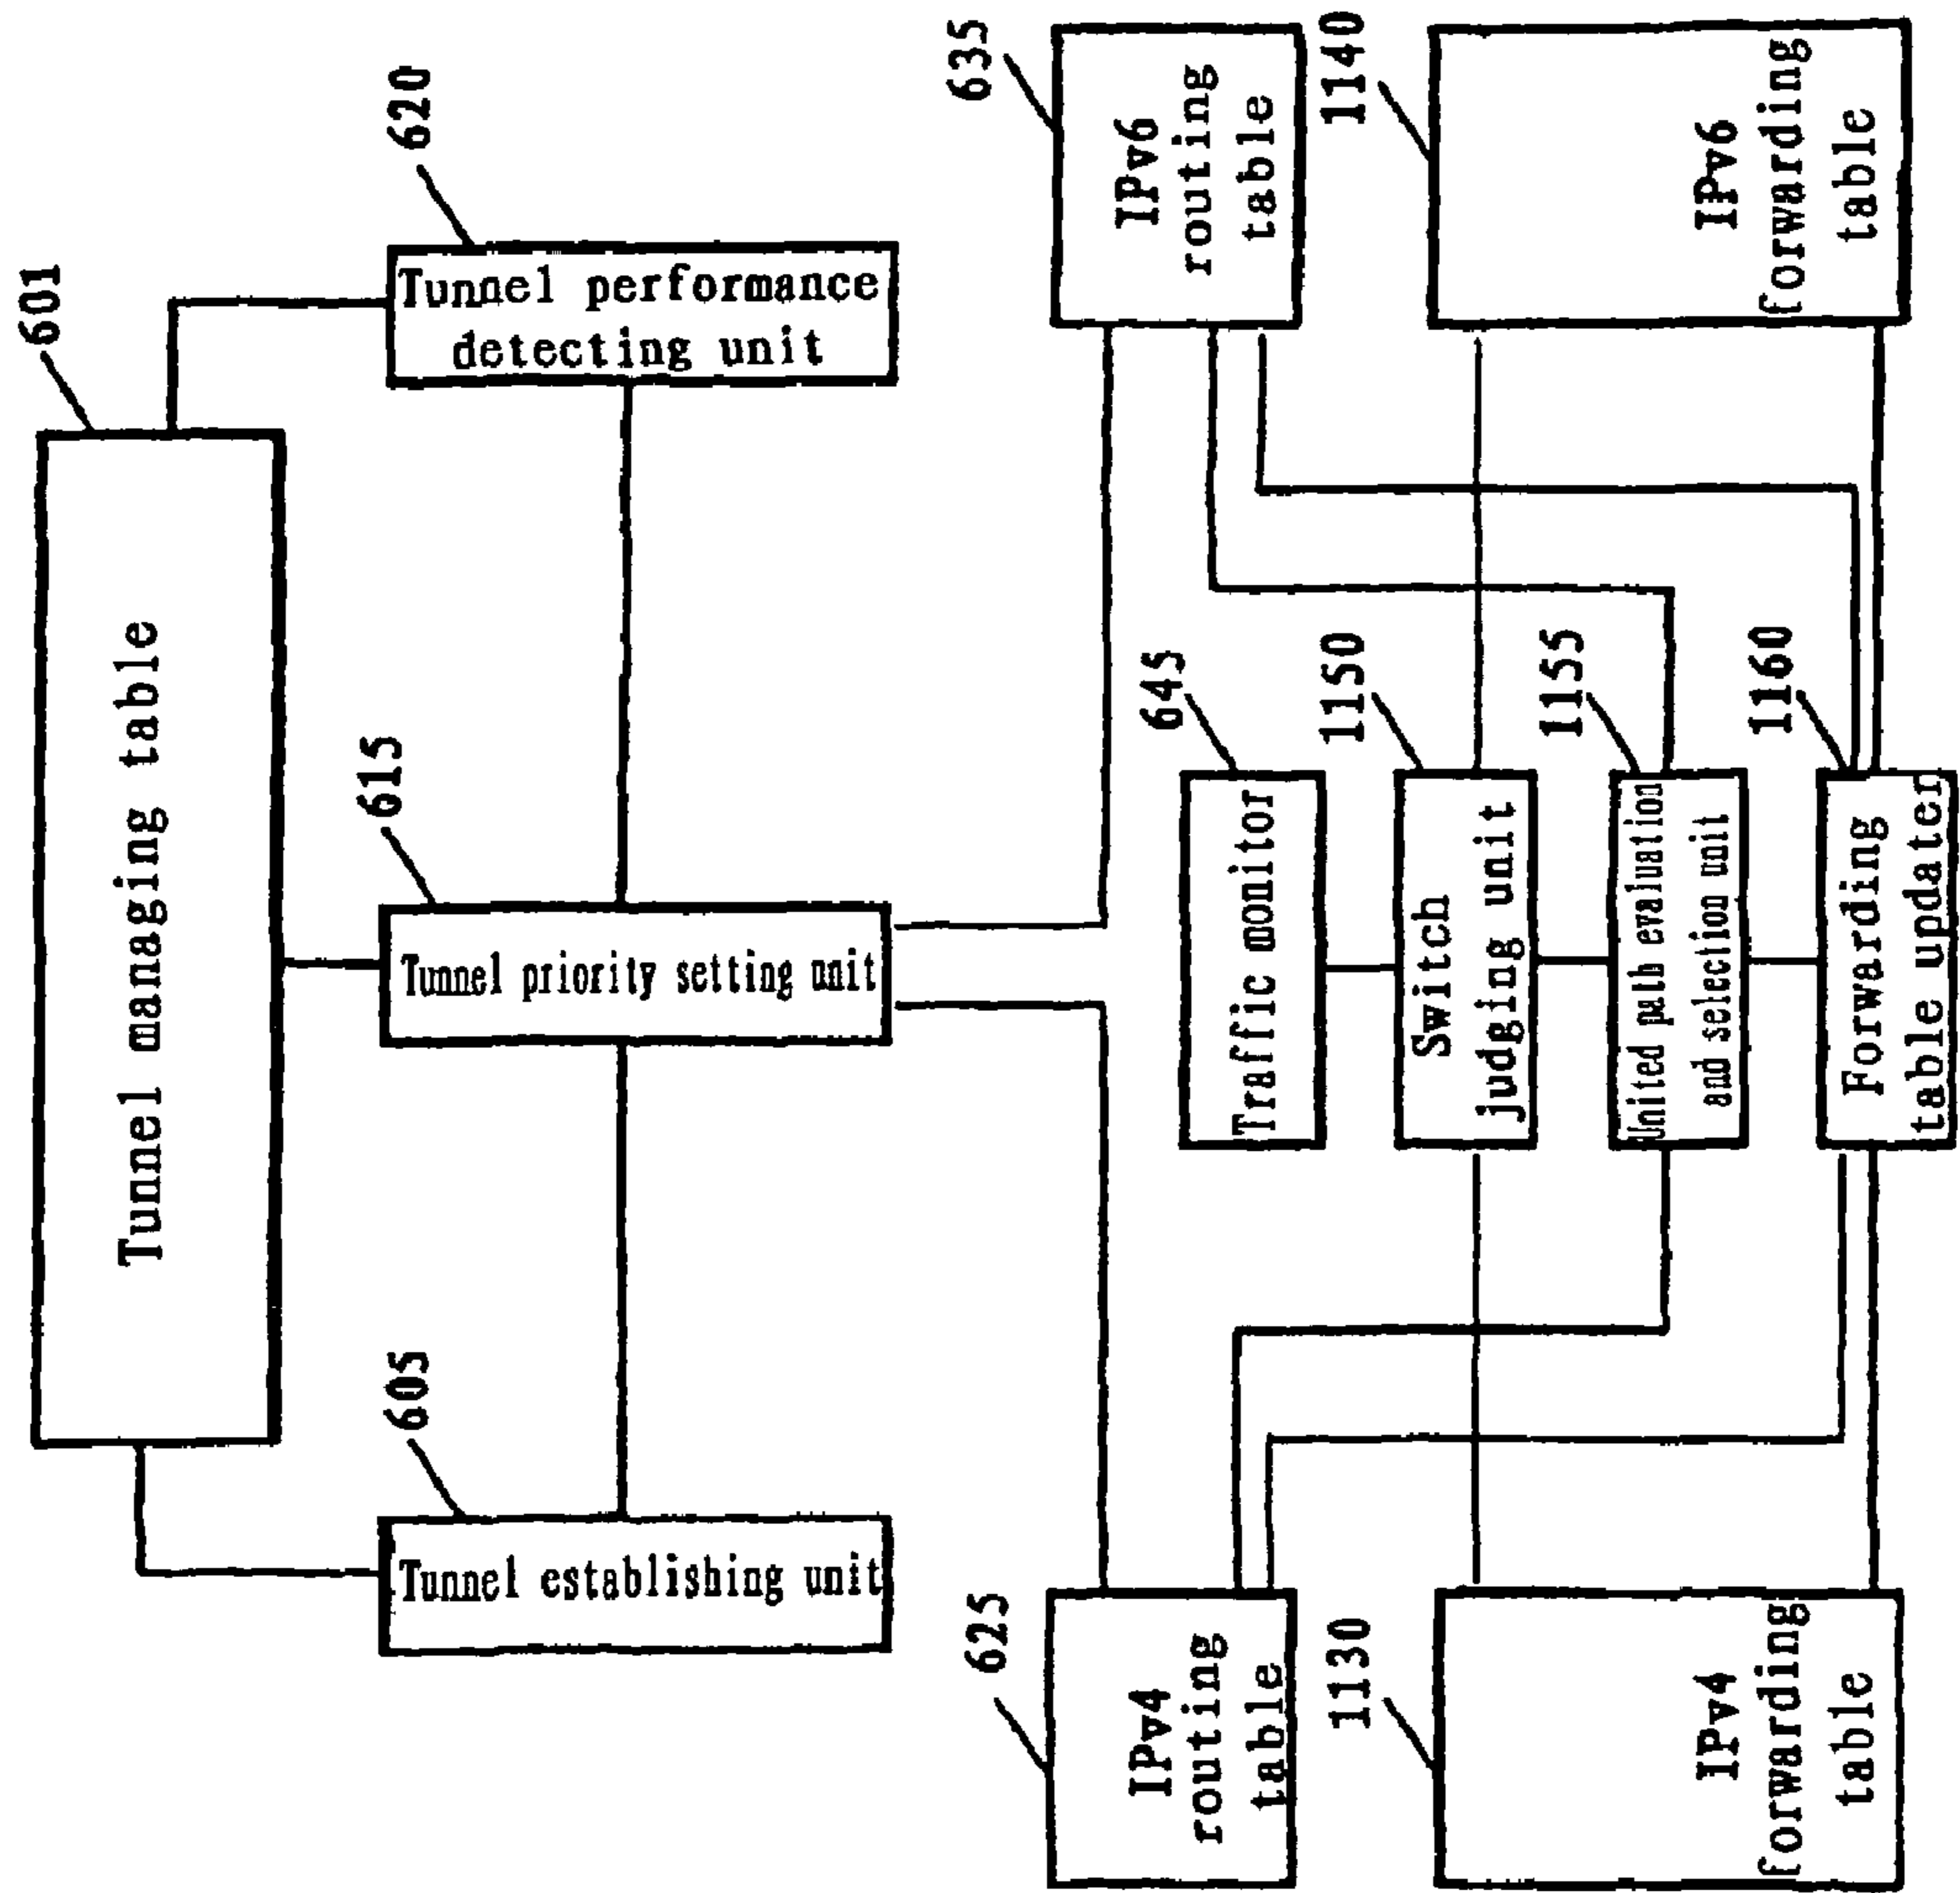 601
Tunnel managing table
605
Tunnel establishing unit
615
Tunnel priority setting unit
620
Tunnel performance
detecting unit
625
IPv4
routing
table
635
IPv6
routing
table
645
Traffic monitor
1150
Switch
judging unit
1155
United path evaluation
and selection unit
1160
Forwarding
table updater
1130
IPv4
forwarding
table
1140
IPv6
forwarding
table